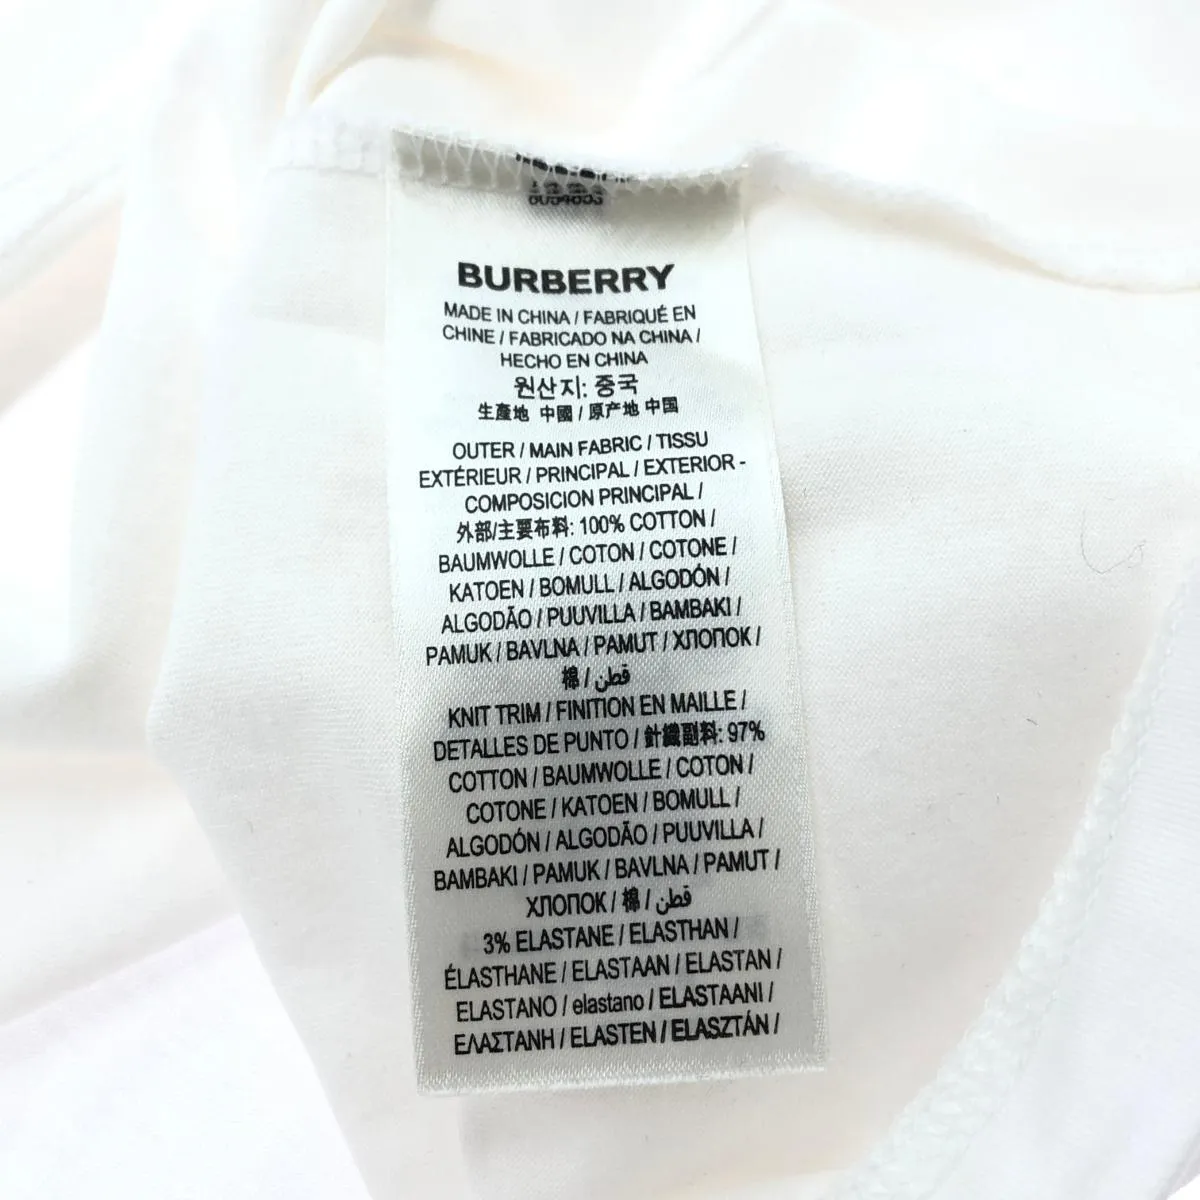 BURBERRY
MADE IN CHINA / FABRIQUÉ EN
CHINE / FABRICADO NA CHINA /
HECHO EN CHINA
원산지: 중국
生產地 中國 / 原产地 中国
OUTER / MAIN FABRIC / TISSU
EXTÉRIEUR / PRINCIPAL / EXTERIOR -
COMPOSICION PRINCIPAL /
外部/主要布料: 100% COTTON /
BAUMWOLLE / COTON / COTONE /
KATOEN / BOMULL / ALGODÓN /
ALGODÃO / PUUVILLA / BAMBAKI /
PAMUK / BAVLNA / PAMUT / ХЛОПОК /
棉 / قطن
KNIT TRIM / FINITION EN MAILLE /
DETALLES DE PUNTO / 針織副料: 97%
COTTON / BAUMWOLLE / COTON /
COTONE / KATOEN / BOMULL /
ALGODÓN / ALGODÃO / PUUVILLA /
BAMBAKI / PAMUK / BAVLNA / PAMUT /
ХЛОПОК / 棉 / قطن
3% ELASTANE / ELASTHAN /
ÉLASTHANE / ELASTAAN / ELASTAN /
ELASTANO / elastano / ELASTAANI /
ΕΛΑΣΤΑΝΗ / ELASTEN / ELASZTÁN /